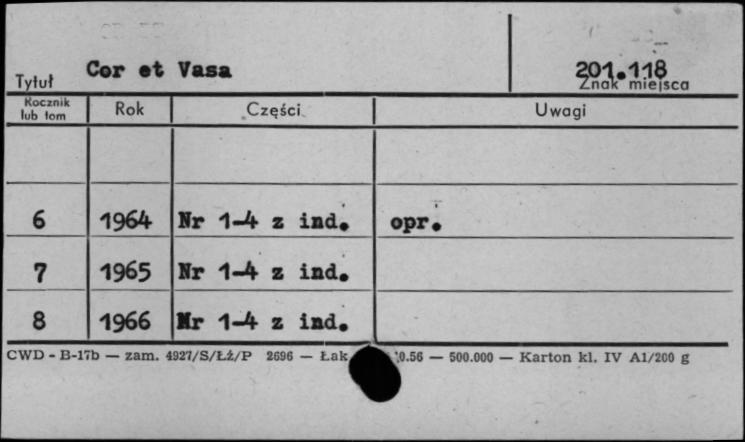 Cor et Vasa
201.118
Tytuł
Znak miejsca
Rocznik lub tom Rok Części Uwagi
6 1964 Nr 1-4 z ind. opr.
7 1965 Nr 1-4 z ind.
8 1966 Nr 1-4 z ind.
CWD - B-17b — zam. 4927/S/Łż/P 2696 — Łak 0.56 — 500.000 — Karton kl. IV A1/200 g